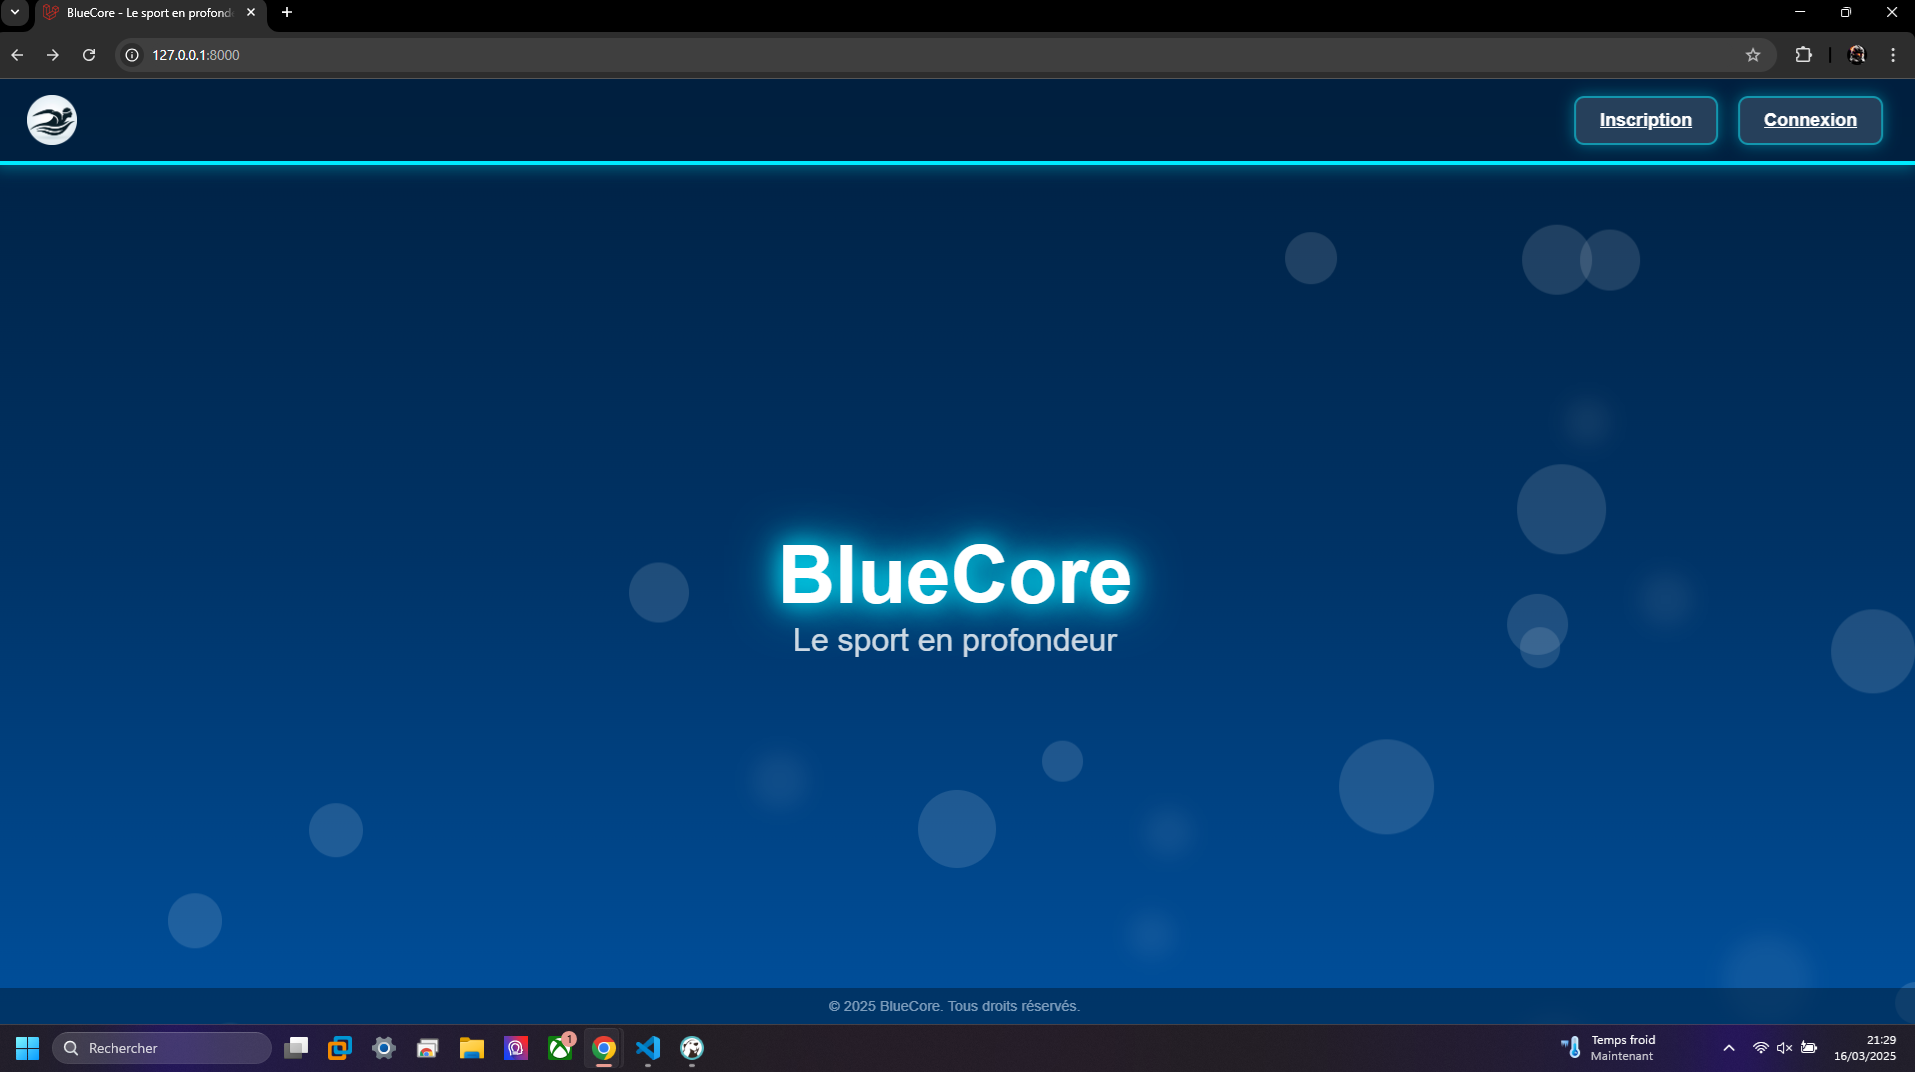 BlueCore - Le sport en profond
127.0.0.1:8000
Inscription
Connexion
BlueCore
Le sport en profondeur
© 2025 BlueCore. Tous droits réservés.
Rechercher
1
Temps froid
Maintenant
21:29
16/03/2025